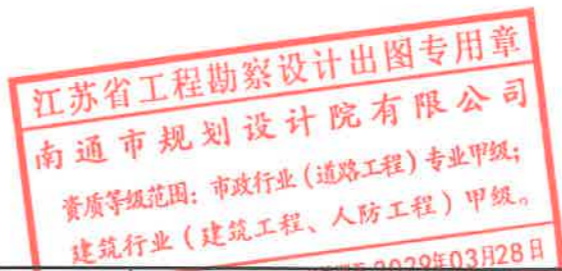 江苏省工程勘察设计出图专用章
南通市规划设计院有限公司
资质等级范围：市政行业（道路工程）专业甲级；
建筑行业（建筑工程、人防工程）甲级。
2029年03月28日